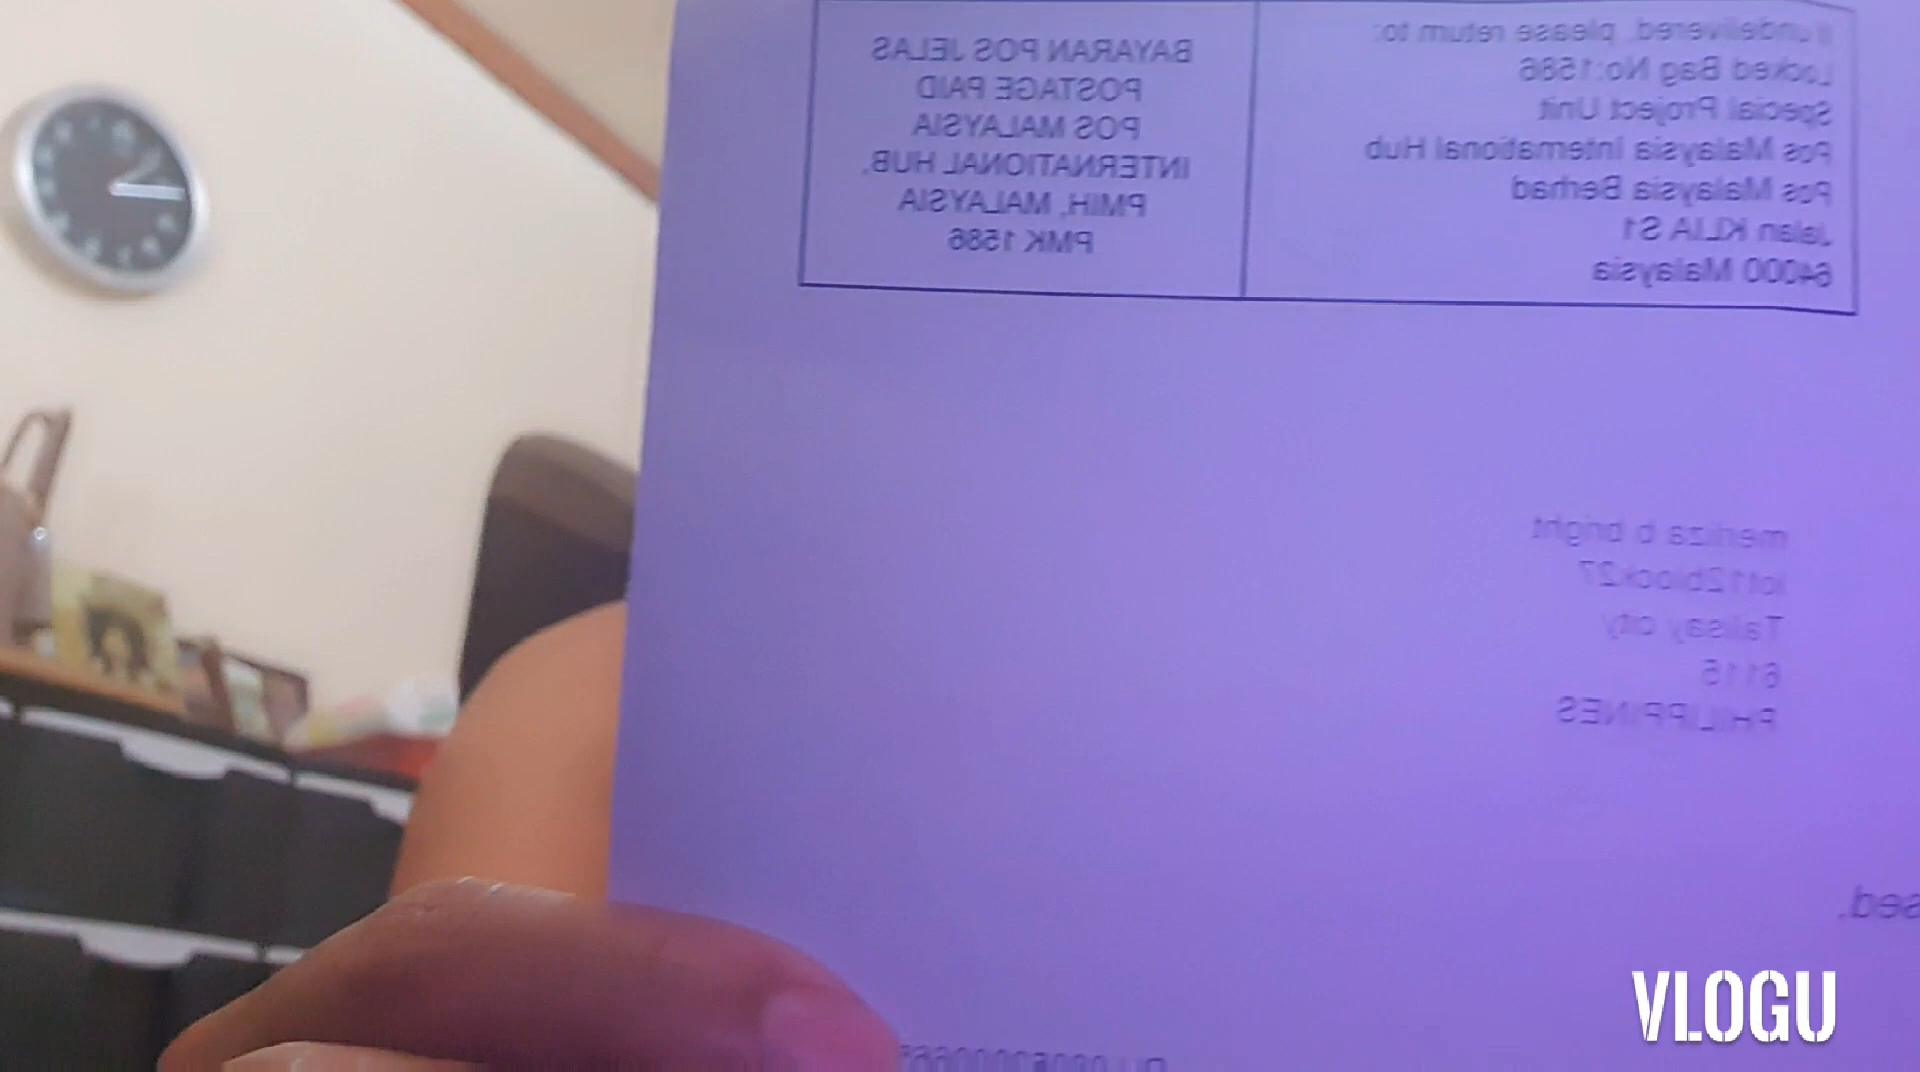 If undelivered, please return to:
Locked Bag No:1586
Special Project Unit
Pos Malaysia International Hub
Pos Malaysia Berhad
Jalan KLIA S1
64000 Malaysia
BAYARAN POS JELAS
POSTAGE PAID
POS MALAYSIA
INTERNATIONAL HUB,
PMIH, MALAYSIA
PMK 1586
merliza b bright
lot12block27
Talisay city
6115
PHILIPPINES
sed.
VLOGU